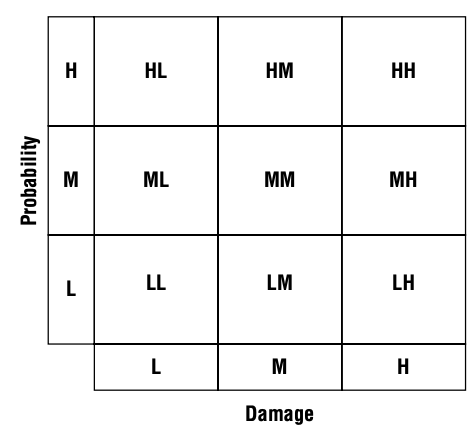 H HL HM HH
Probability
M ML MM MH
L LL LM LH
L M H
Damage